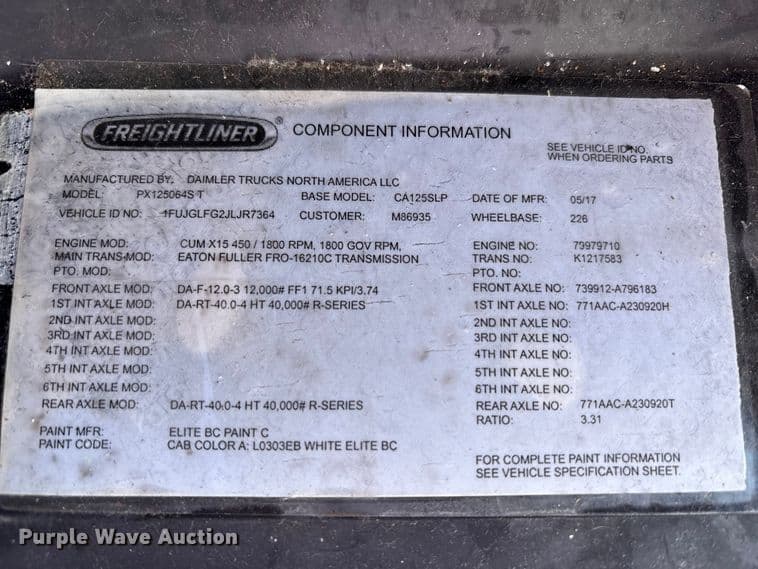 FREIGHTLINER ® COMPONENT INFORMATION
SEE VEHICLE ID NO.
WHEN ORDERING PARTS
MANUFACTURED BY: DAIMLER TRUCKS NORTH AMERICA LLC
MODEL: PX125064S T BASE MODEL: CA125SLP DATE OF MFR: 05/17
VEHICLE ID NO: 1FUJGLFG2JLJR7364 CUSTOMER: M86935 WHEELBASE: 226
ENGINE MOD: CUM X15 450 / 1800 RPM, 1800 GOV RPM, ENGINE NO: 79979710
MAIN TRANS-MOD: EATON FULLER FRO-16210C TRANSMISSION TRANS NO: K1217583
PTO. MOD: PTO. NO:
FRONT AXLE MOD: DA-F-12.0-3 12,000# FF1 71.5 KPI/3.74 FRONT AXLE NO: 739912-A796183
1ST INT AXLE MOD: DA-RT-40.0-4 HT 40,000# R-SERIES 1ST INT AXLE NO: 771AAC-A230920H
2ND INT AXLE MOD: 2ND INT AXLE NO:
3RD INT AXLE MOD: 3RD INT AXLE NO:
4TH INT AXLE MOD: 4TH INT AXLE NO:
5TH INT AXLE MOD: 5TH INT AXLE NO:
6TH INT AXLE MOD: 6TH INT AXLE NO:
REAR AXLE MOD: DA-RT-40.0-4 HT 40,000# R-SERIES REAR AXLE NO: 771AAC-A230920T
RATIO: 3.31
PAINT MFR: ELITE BC PAINT C
PAINT CODE: CAB COLOR A: L0303EB WHITE ELITE BC
FOR COMPLETE PAINT INFORMATION
SEE VEHICLE SPECIFICATION SHEET.
Purple Wave Auction